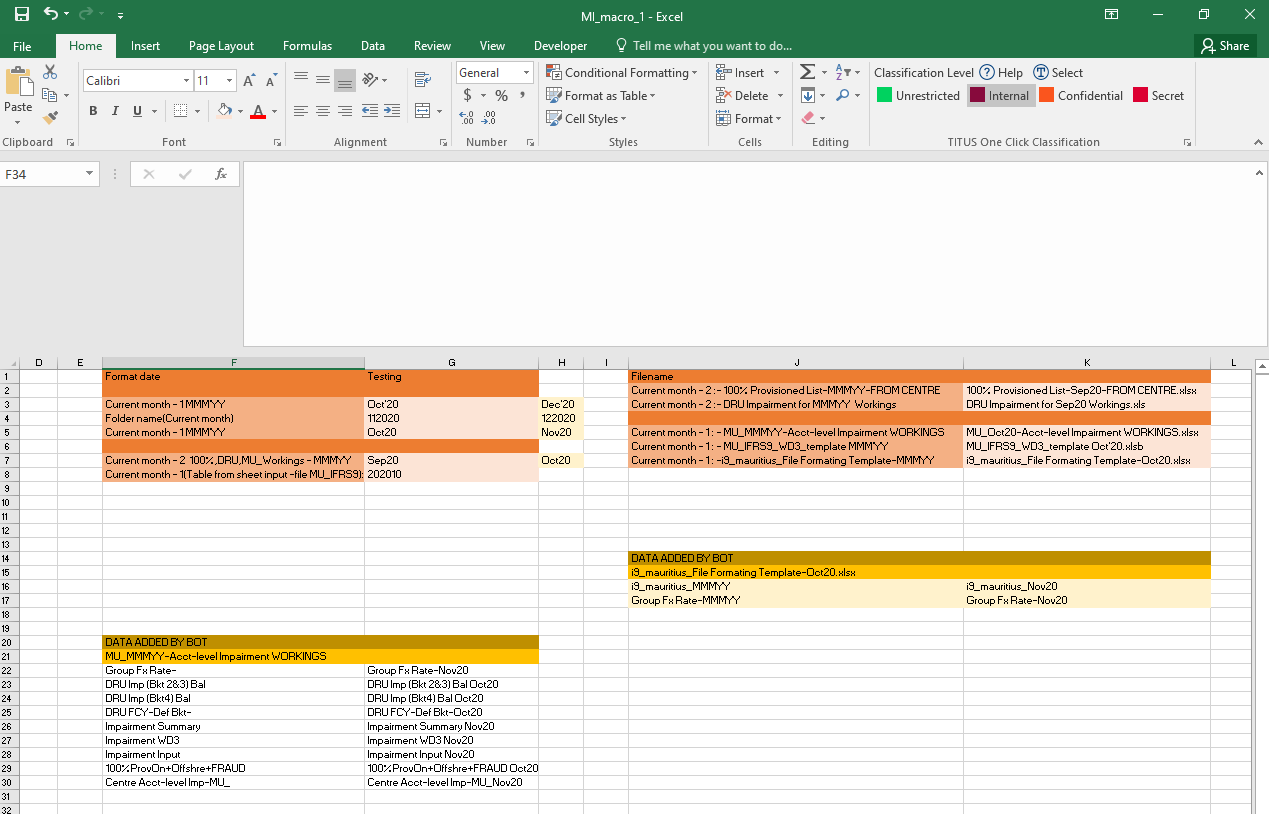 MI_macro_1 - Excel
File Home Insert Page Layout Formulas Data Review View Developer Tell me what you want to do... Share
Paste
Calibri 11
B I U
A A
A
General
$ % ,
Conditional Formatting
Format as Table
Cell Styles
Insert
Delete
Format
Classification Level ? Help T Select
Unrestricted Internal Confidential Secret
Clipboard Font Alignment Number Styles Cells Editing TITUS One Click Classification
F34 fx
D E F G H I J K L
1 Format date Testing Filename
2 Current month - 2 :- 100% Provisioned List-MMMYY-FROM CENTRE 100% Provisioned List-Sep20-FROM CENTRE.xlsx
3 Current month - 1 MMM'YY Oct'20 Dec'20 Current month - 2 :- DRU Impairment for MMMYY Workings DRU Impairment for Sep20 Workings.xls
4 Folder name(Current month) 112020 122020
5 Current month - 1 MMM'YY Oct20 Nov20 Current month - 1: - MU_MMMYY-Acct-level Impairment WORKINGS MU_Oct20-Acct-level Impairment WORKINGS.xlsx
6 Current month - 1: - MU_IFRS9_WD3_template MMM'YY MU_IFRS9_WD3_template Oct'20.xlsb
7 Current month - 2 100%,DRU,MU_Workings - MMMYY Sep20 Oct20 Current month - 1: -i9_mauritius_File Formating Template-MMMYY i9_mauritius_File Formating Template-Oct20.xlsx
8 Current month - 1(Table from sheet input -file MU_IFRS9): 202010
9
10
11
12
13
14 DATA ADDED BY BOT
15 i9_mauritius_File Formating Template-Oct20.xlsx
16 i9_mauritius_MMMYY i9_mauritius_Nov20
17 Group Fx Rate-MMMYY Group Fx Rate-Nov20
18
19
20 DATA ADDED BY BOT
21 MU_MMMYY-Acct-level Impairment WORKINGS
22 Group Fx Rate- Group Fx Rate-Nov20
23 DRU Imp (Bkt 2&3) Bal DRU Imp (Bkt 2&3) Bal Oct20
24 DRU Imp (Bkt4) Bal DRU Imp (Bkt4) Bal Oct20
25 DRU FCY-Def Bkt- DRU FCY-Def Bkt-Oct20
26 Impairment Summary Impairment Summary Nov20
27 Impairment WD3 Impairment WD3 Nov20
28 Impairment Input Impairment Input Nov20
29 100%ProvOn+Offshre+FRAUD 100%ProvOn+Offshre+FRAUD Oct20
30 Centre Acct-level Imp-MU_ Centre Acct-level Imp-MU_Nov20
31
32